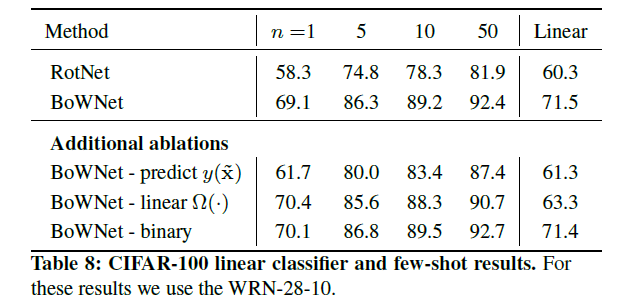 Method n =1 5 10 50 Linear
RotNet 58.3 74.8 78.3 81.9 60.3
BoWNet 69.1 86.3 89.2 92.4 71.5
Additional ablations
BoWNet - predict y(x̃) 61.7 80.0 83.4 87.4 61.3
BoWNet - linear Ω(·) 70.4 85.6 88.3 90.7 63.3
BoWNet - binary 70.1 86.8 89.5 92.7 71.4
Table 8: CIFAR-100 linear classifier and few-shot results. For
these results we use the WRN-28-10.